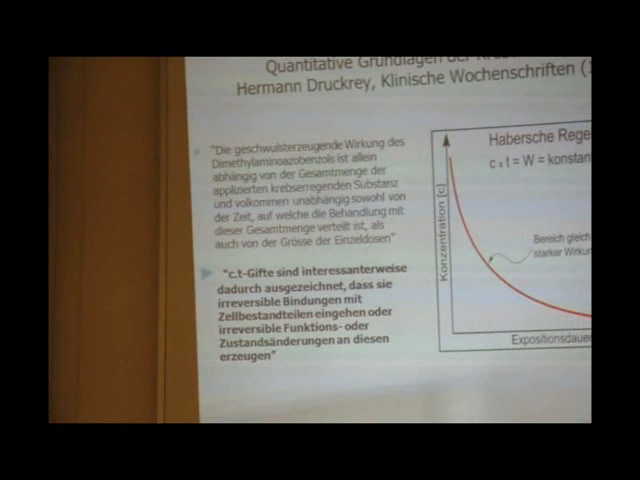 Quantitative Grundlagen der
Hermann Druckrey, Klinische Wochenschriften (
"Die geschwulsterzeugende Wirkung des
Dimethylaminoazobenzols ist allein
abhängig von der Gesamtmenge der
applizierten krebserregenden Substanz
und volkommen unabhängig sowohl von
der Zeit, auf welche die Behandlung mit
dieser Gesamtmenge verteilt ist, als
auch von der Grösse der Einzeldosen"
"c.t-Gifte sind interessanterweise
dadurch ausgezeichnet, dass sie
irreversible Bindungen mit
Zellbestandteilen eingehen oder
irreversible Funktions- oder
Zustandsänderungen an diesen
erzeugen"
Habersche Rege
c x t = W = konstan
Konzentration [c]
Bereich gleich
starker Wirku
Expositionsdaue